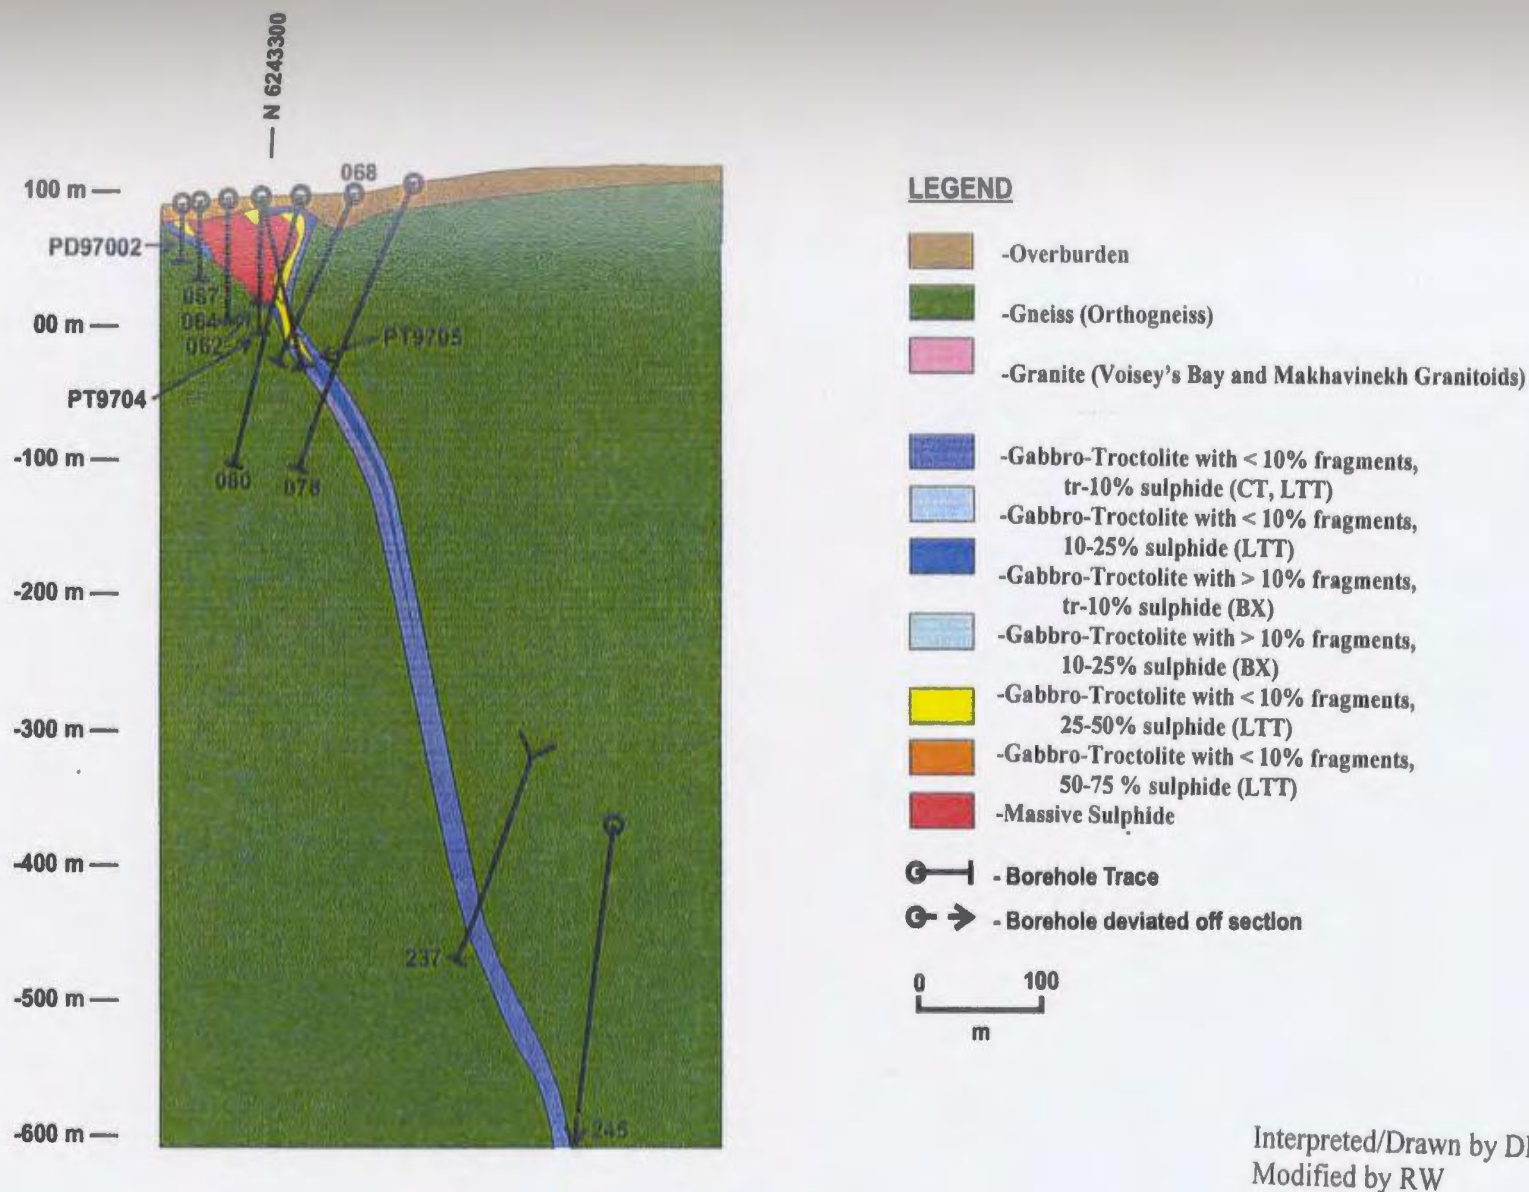 N 6243300
068
100 m
PD97002
087
064
00 m
062
PT9705
PT9704
-100 m
080
078
-200 m
-300 m
-400 m
237
-500 m
-600 m
245
LEGEND
-Overburden
-Gneiss (Orthogneiss)
-Granite (Voisey's Bay and Makhavinekh Granitoids)
-Gabbro-Troctolite with < 10% fragments,
tr-10% sulphide (CT, LTT)
-Gabbro-Troctolite with < 10% fragments,
10-25% sulphide (LTT)
-Gabbro-Troctolite with > 10% fragments,
tr-10% sulphide (BX)
-Gabbro-Troctolite with > 10% fragments,
10-25% sulphide (BX)
-Gabbro-Troctolite with < 10% fragments,
25-50% sulphide (LTT)
-Gabbro-Troctolite with < 10% fragments,
50-75 % sulphide (LTT)
-Massive Sulphide
- Borehole Trace
- Borehole deviated off section
0 100
m
Interpreted/Drawn by
Modified by RW